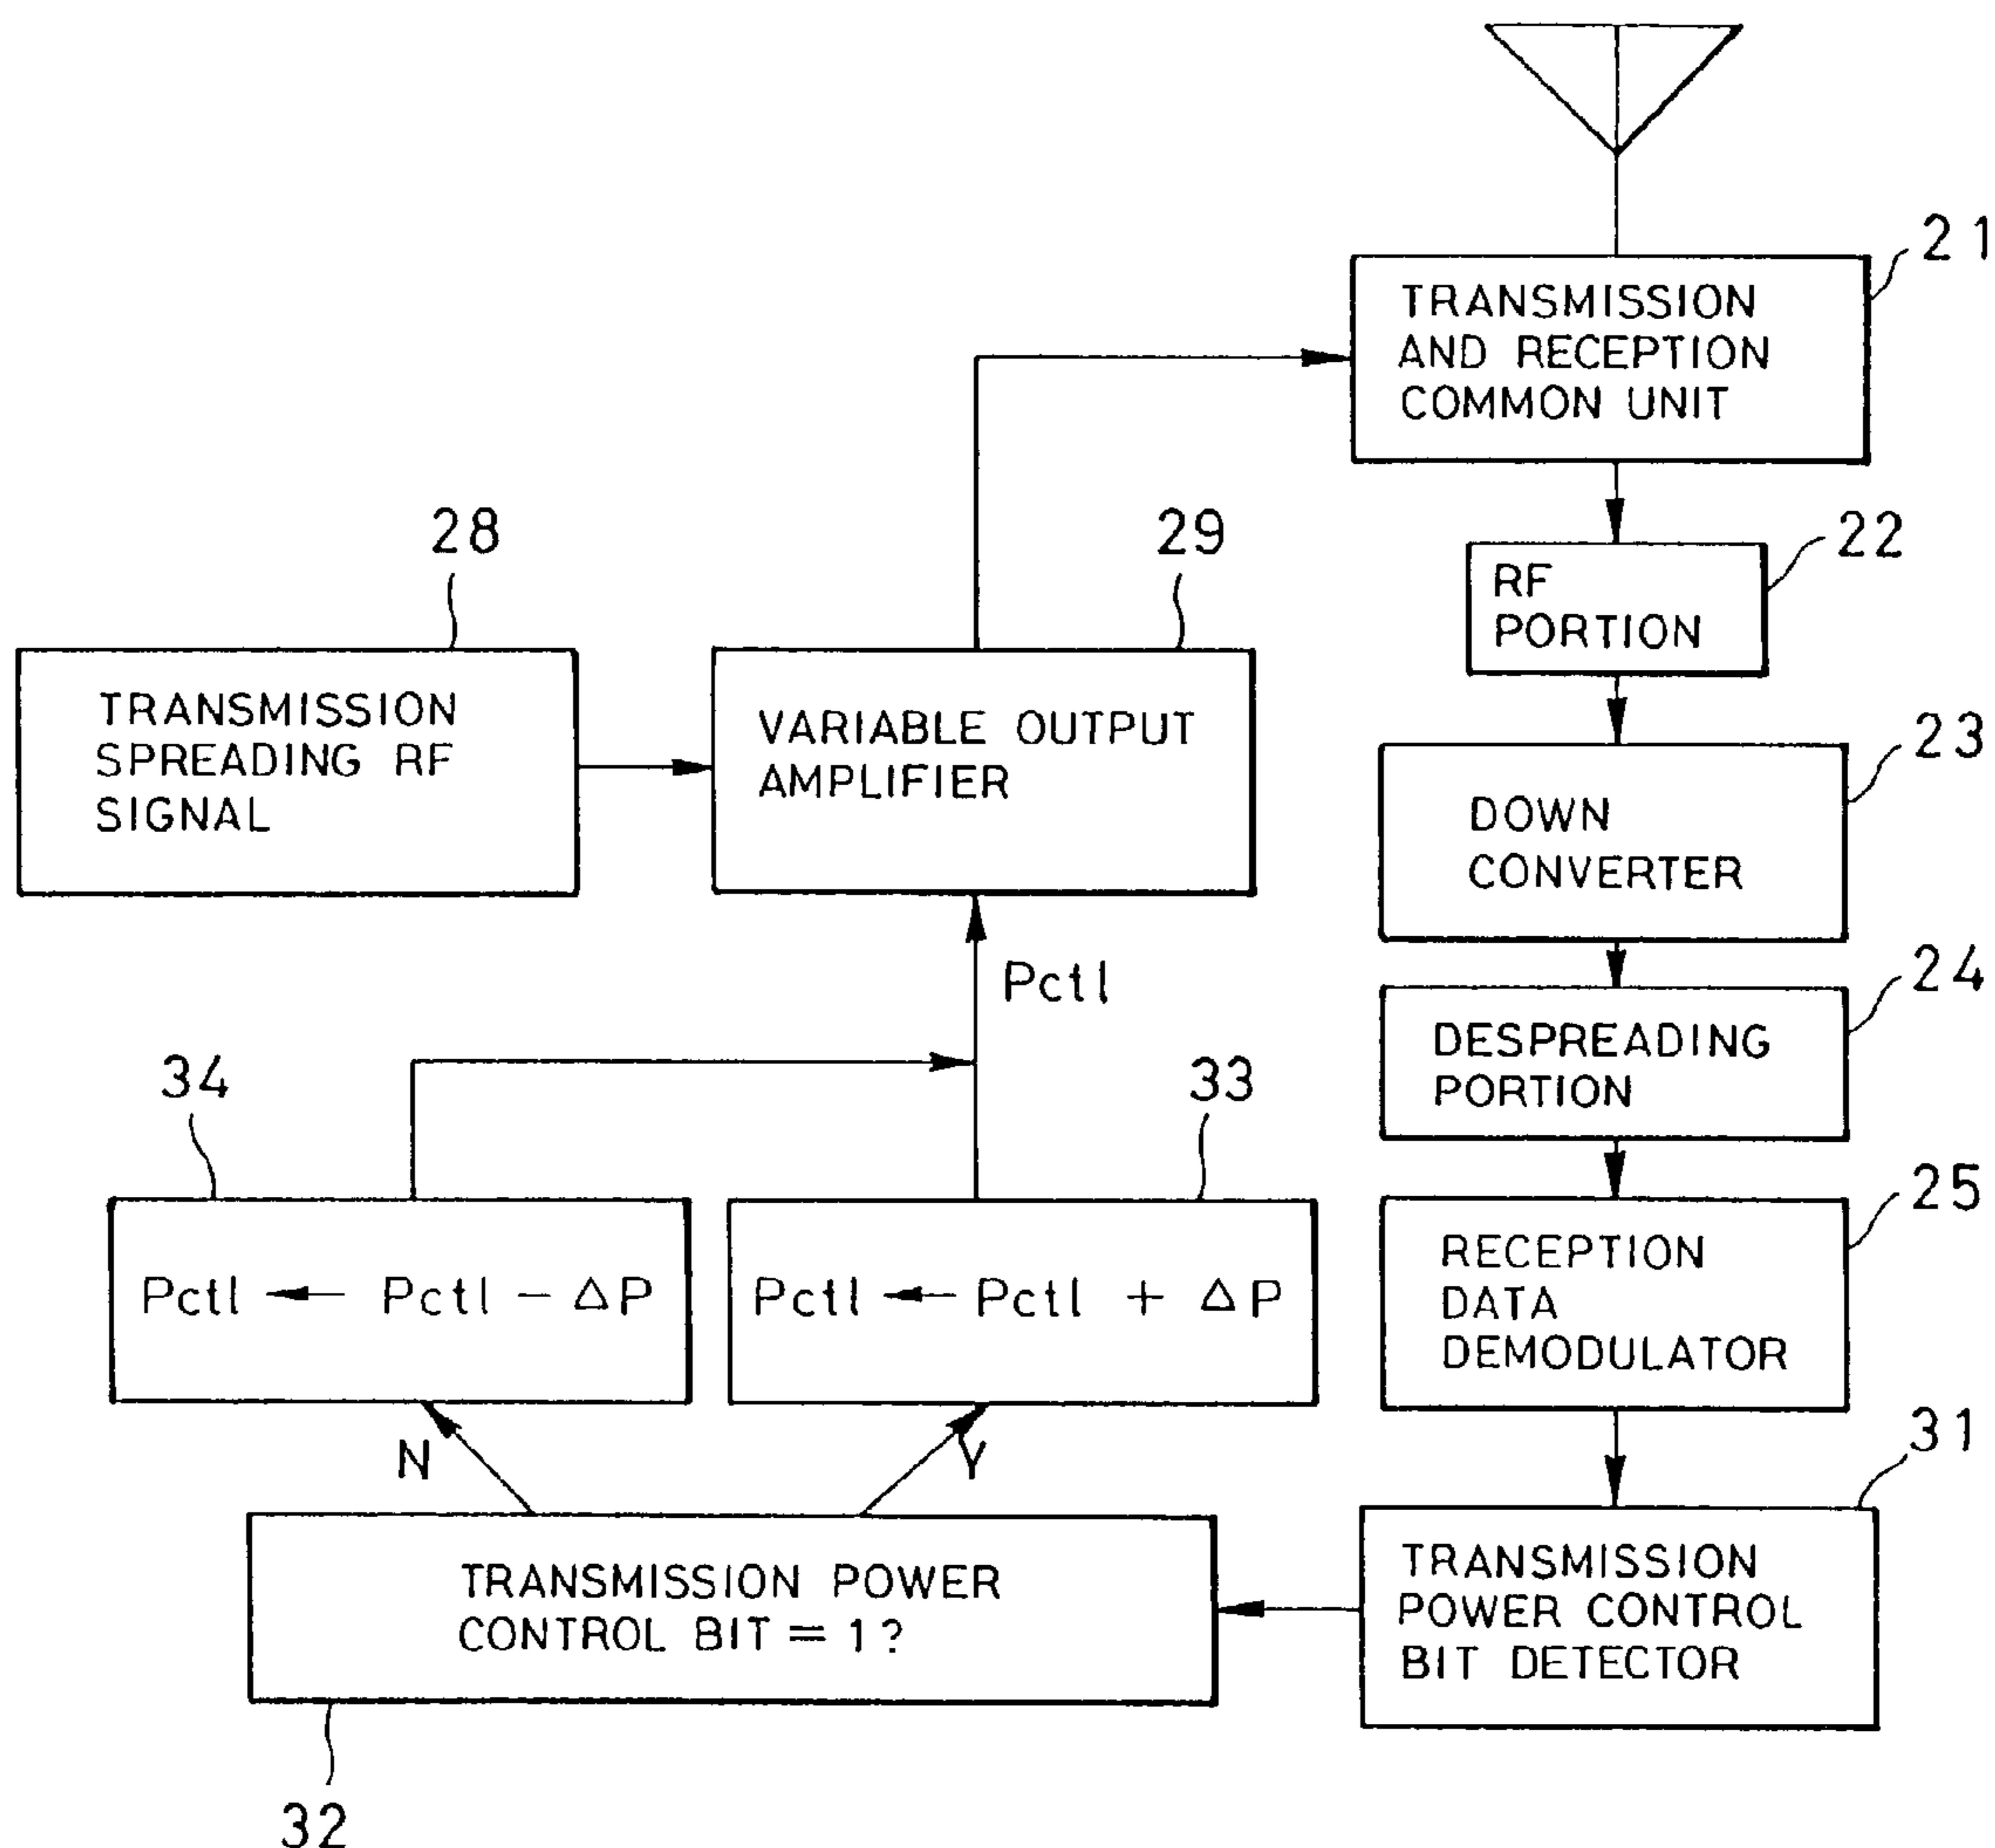 21
TRANSMISSION
AND RECEPTION
COMMON UNIT
22
RF
PORTION
28
29
TRANSMISSION
SPREADING RF
SIGNAL
VARIABLE OUTPUT
AMPLIFIER
23
DOWN
CONVERTER
Pctl
24
DESPREADING
PORTION
34
33
Pctl ← Pctl − ΔP
Pctl ← Pctl + ΔP
25
RECEPTION
DATA
DEMODULATOR
N
Y
31
TRANSMISSION POWER
CONTROL BIT = 1?
TRANSMISSION
POWER CONTROL
BIT DETECTOR
32